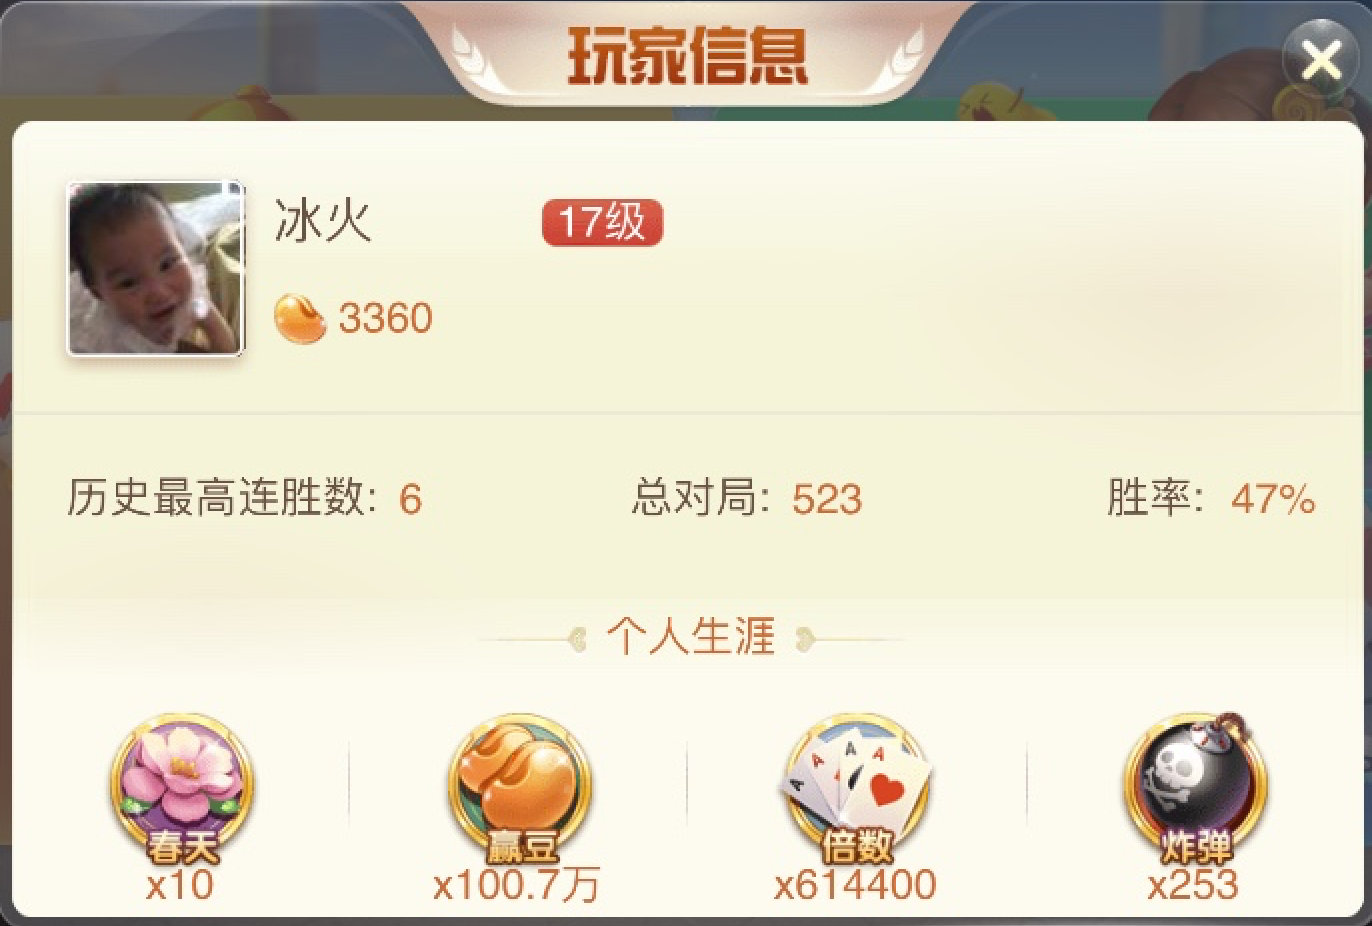 玩家信息
冰火 17级
3360
历史最高连胜数: 6 总对局: 523 胜率: 47%
个人生涯
春天 赢豆 倍数 炸弹
x10 x100.7万 x614400 x253